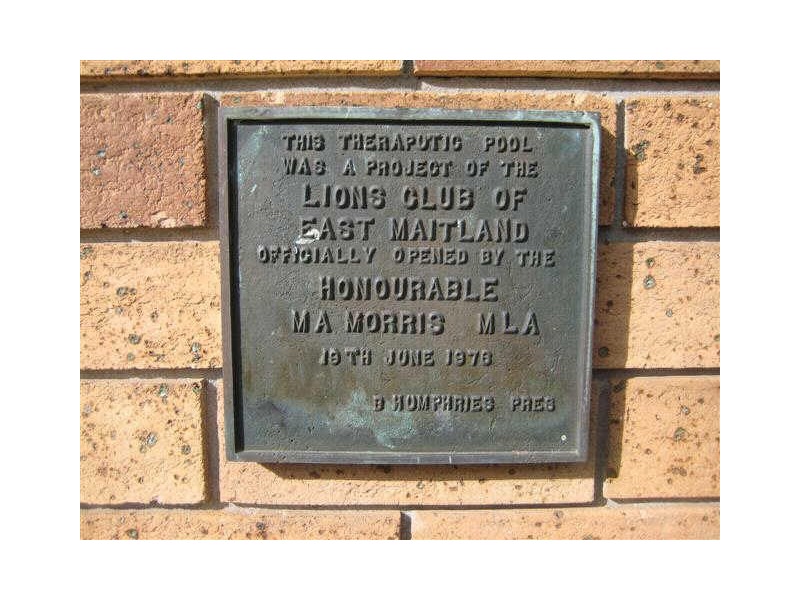 THIS THERAPUTIC POOL
WAS A PROJECT OF THE
LIONS CLUB OF
EAST MAITLAND
OFFICIALLY OPENED BY THE
HONOURABLE
M A MORRIS MLA
19TH JUNE 1976
B HUMPHRIES PRES